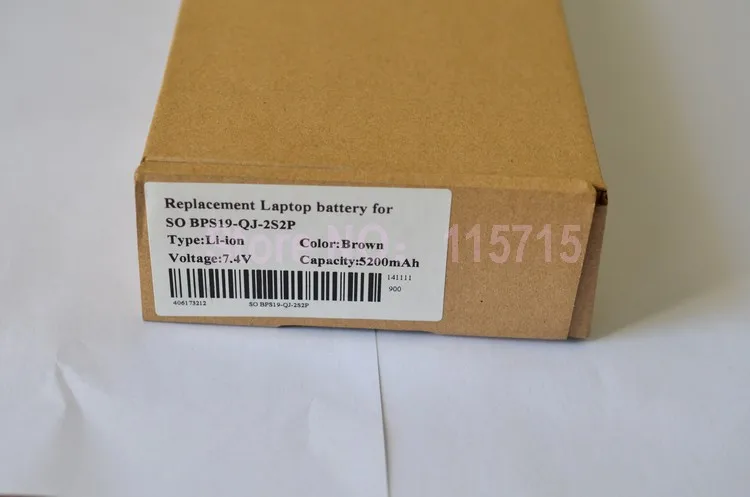 Replacement Laptop battery for
SO BPS19-QJ-2S2P
Type:Li-ion Color:Brown
Voltage:7.4V Capacity:5200mAh
141111
900
406173212 SO BPS19-QJ-2S2P
115715